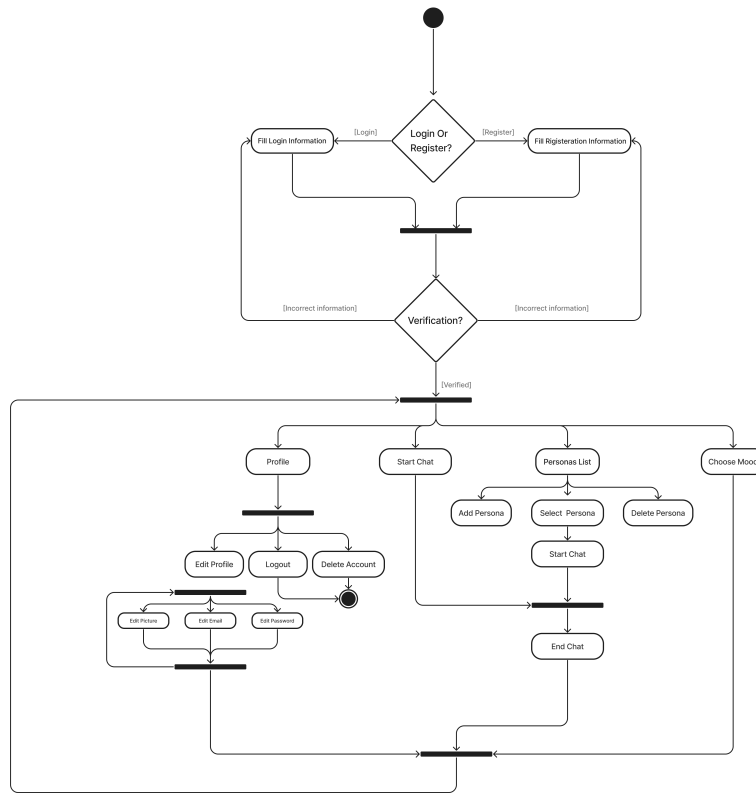 Login Or
Register?
[Login]
[Register]
Fill Login Information
Fill Rigisteration Information
[Incorrect information]
[Incorrect information]
Verification?
[Verified]
Profile
Start Chat
Personas List
Choose Mood
Add Persona
Select Persona
Delete Persona
Edit Profile
Logout
Delete Account
Start Chat
Edit Picture
Edit Email
Edit Password
End Chat